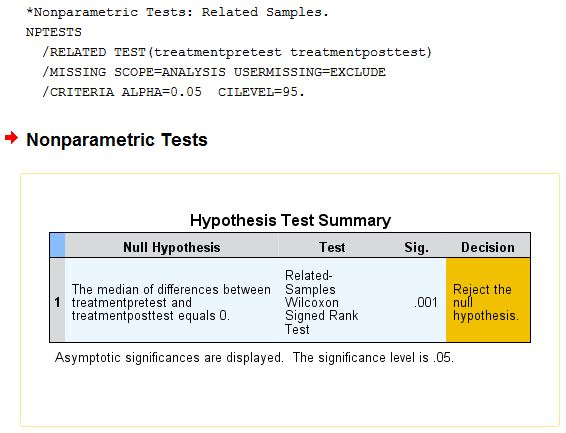 *Nonparametric Tests: Related Samples.
NPTESTS
/RELATED TEST(treatmentpretest treatmentposttest)
/MISSING SCOPE=ANALYSIS USERMISSING=EXCLUDE
/CRITERIA ALPHA=0.05  CILEVEL=95.
Nonparametric Tests
Hypothesis Test Summary
Null Hypothesis Test Sig. Decision
1
The median of differences between
treatmentpretest and
treatmentposttest equals 0.
Related-
Samples
Wilcoxon
Signed Rank
Test
.001
Reject the
null
hypothesis.
Asymptotic significances are displayed.  The significance level is .05.